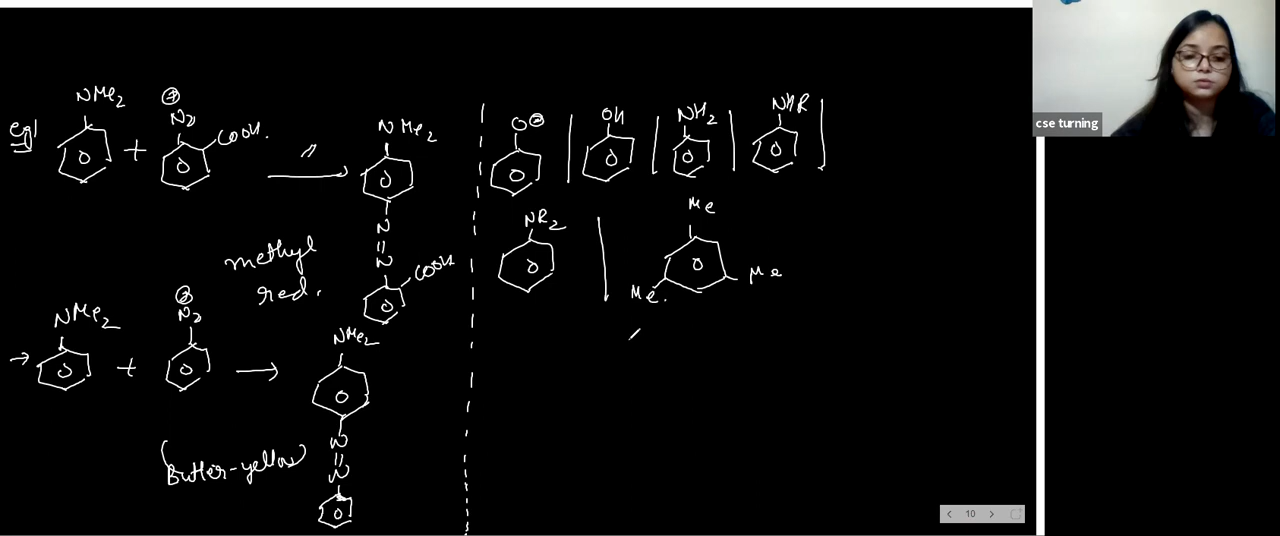 eg/
NMe2
+
⊕
N2
COOH.
NMe2
N
||
N
COOH
methyl
red.
→
NMe2
+
⊕
N2
→
NMe2
N
||
N
(Butter-yellow)
O⊖
OH
NH2
NHR
NR2
Me
Me.
Me
cse turning
10